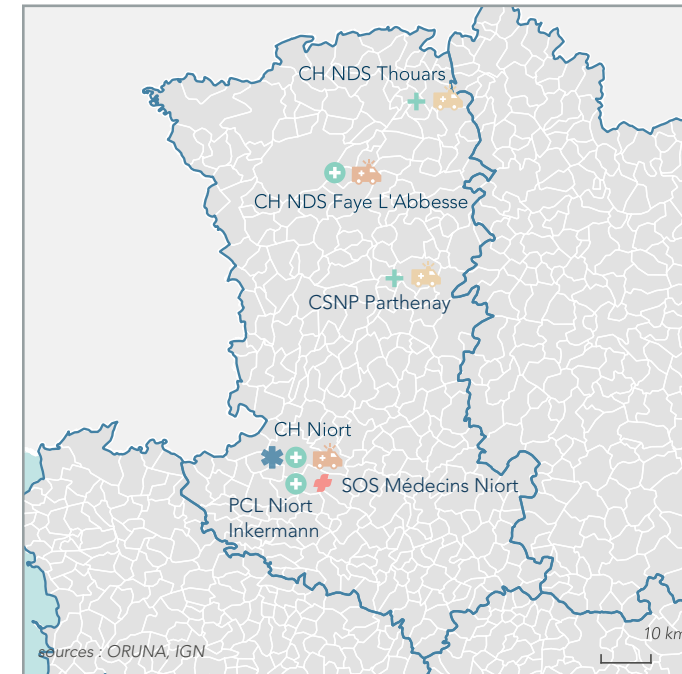 CH NDS Thouars
CH NDS Faye L'Abbesse
CSNP Parthenay
CH Niort
SOS Médecins Niort
PCL Niort
Inkermann
10 km
sources : ORUNA, IGN